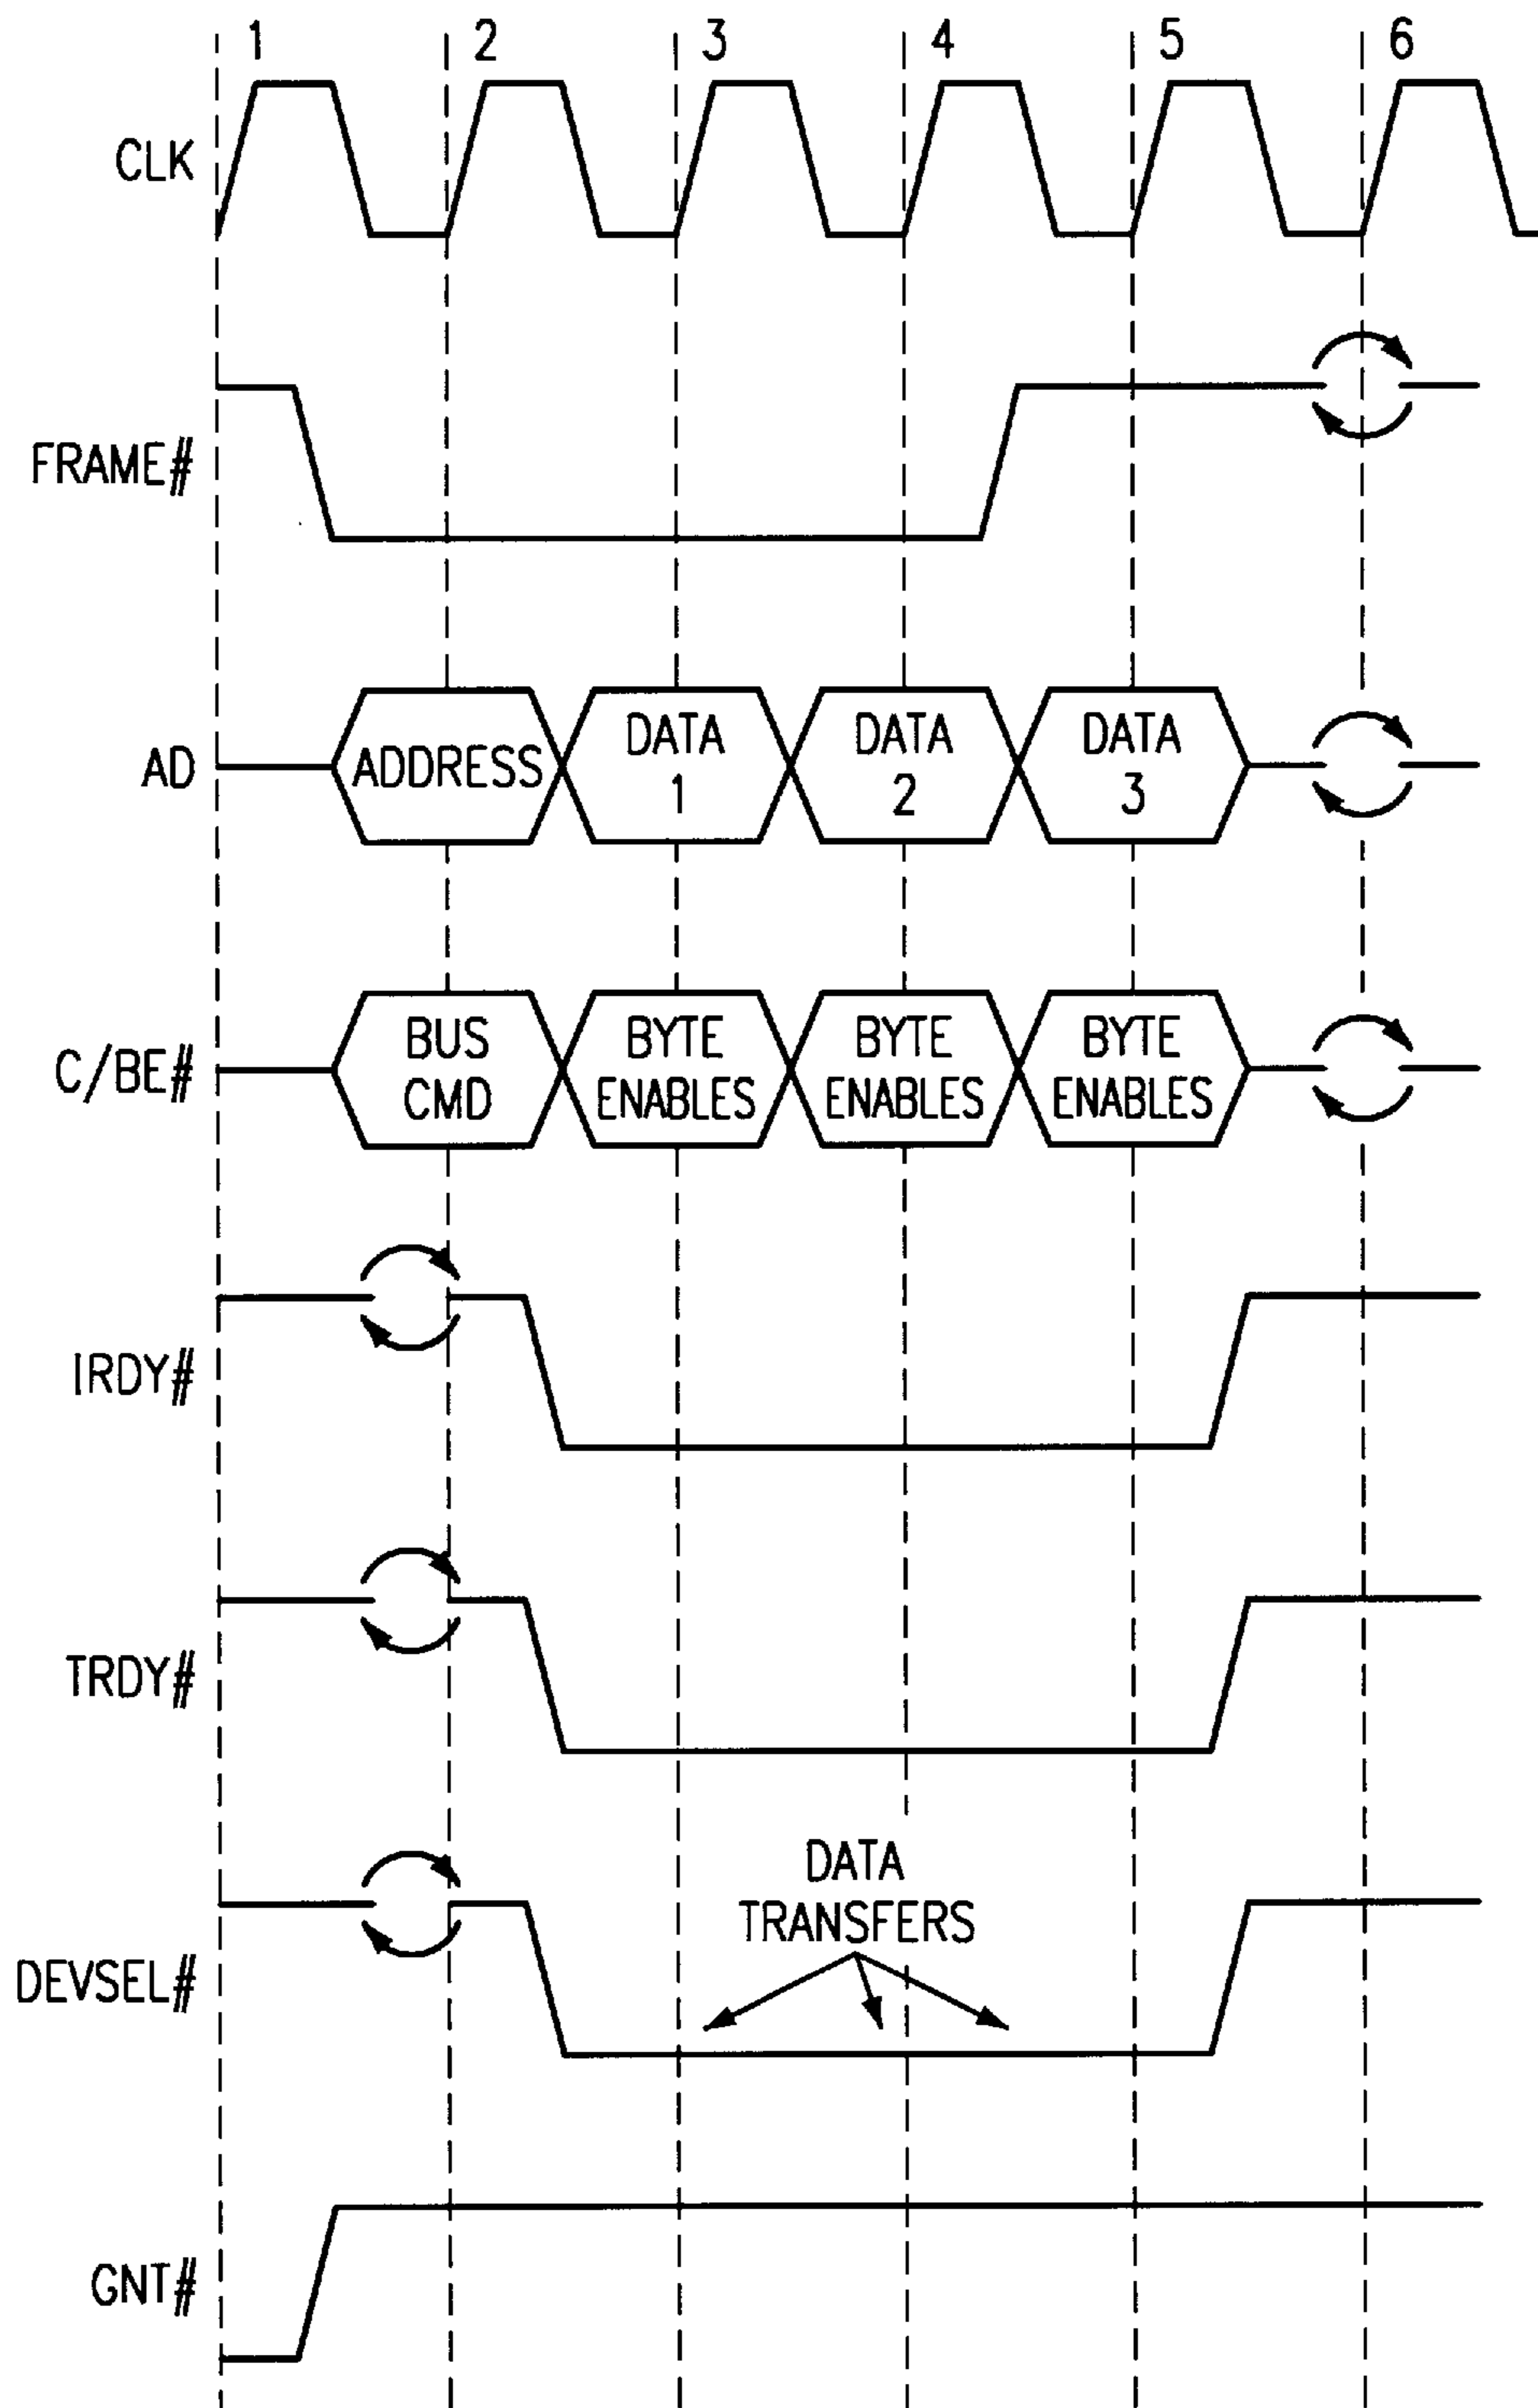 1 2 3 4 5 6
CLK
FRAME#
AD
ADDRESS
DATA
1
DATA
2
DATA
3
C/BE#
BUS
CMD
BYTE
ENABLES
BYTE
ENABLES
BYTE
ENABLES
IRDY#
TRDY#
DEVSEL#
DATA
TRANSFERS
GNT#